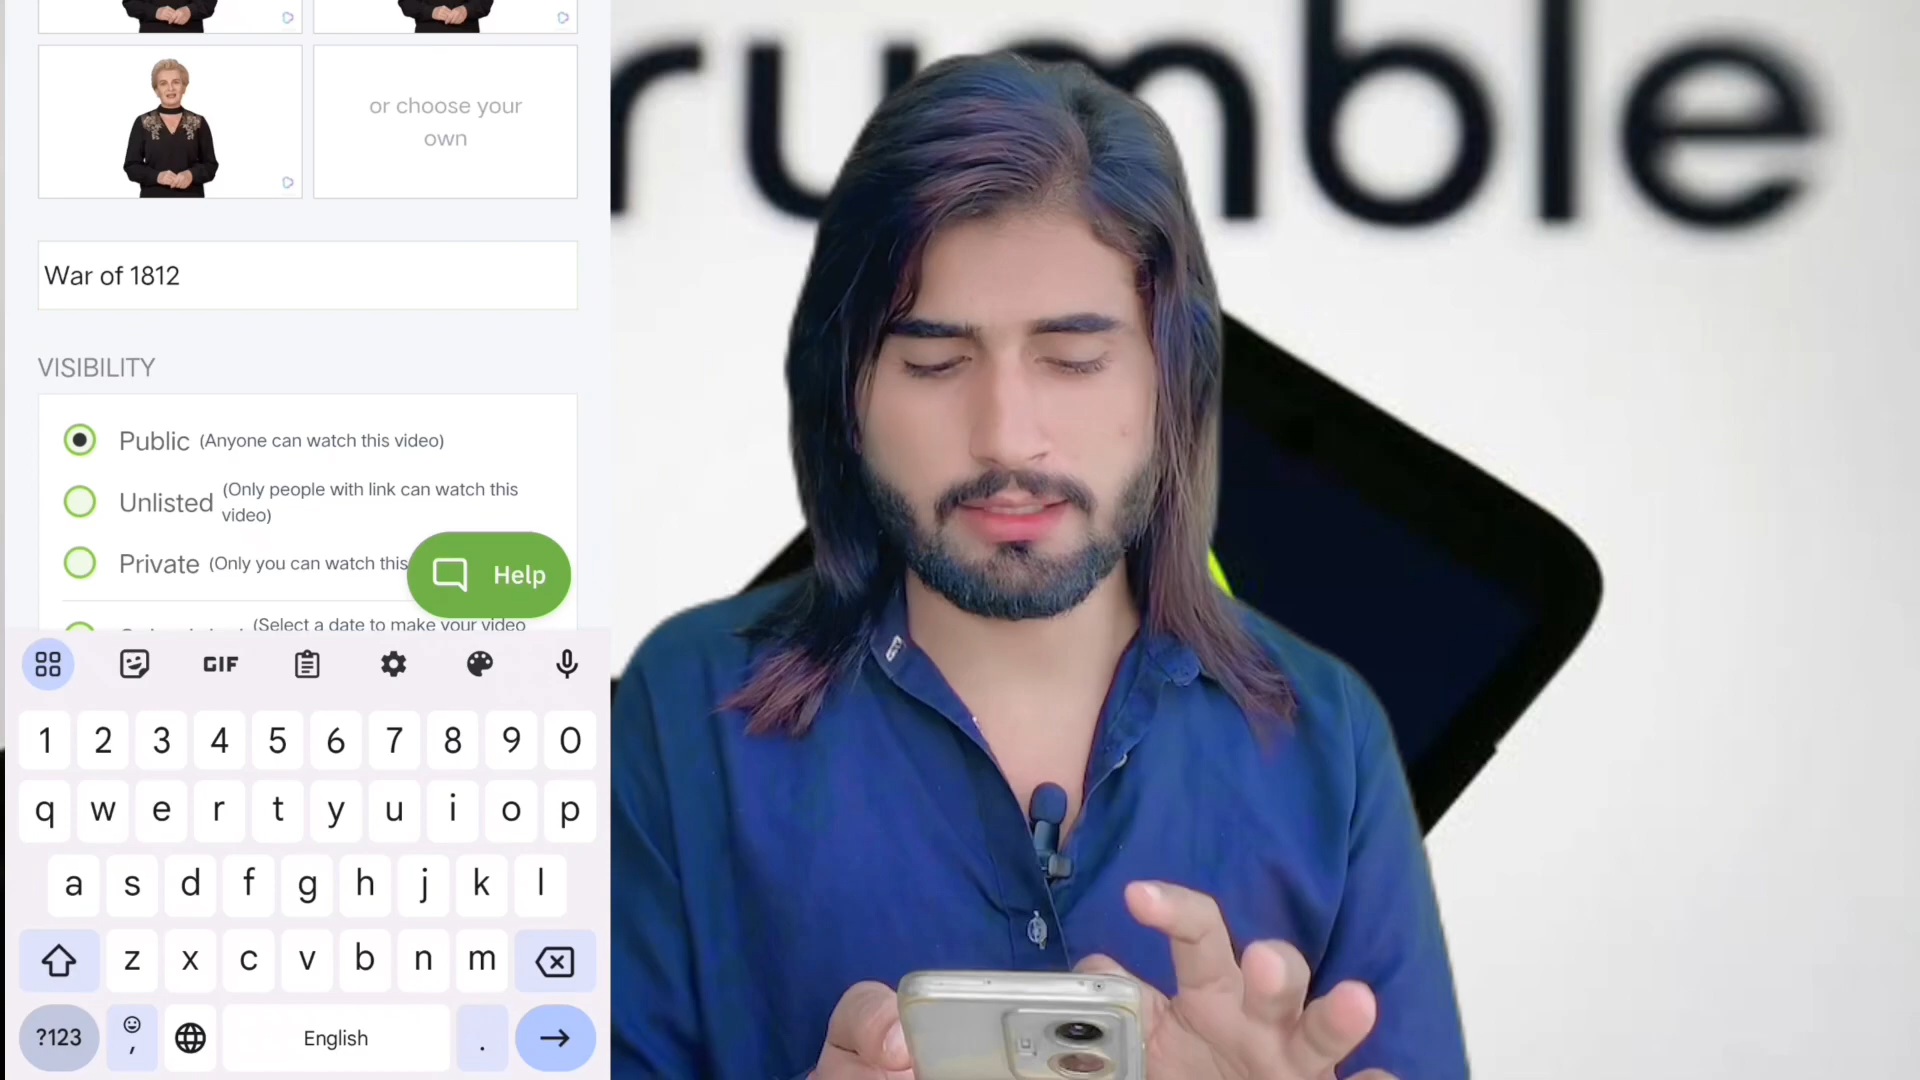 rumble
or choose your
own
War of 1812
VISIBILITY
Public (Anyone can watch this video)
Unlisted (Only people with link can watch this
video)
Private (Only you can watch this
Help
(Select a date to make your video
GIF
1 2 3 4 5 6 7 8 9 0
q w e r t y u i o p
a s d f g h j k l
z x c v b n m
?123 , English .